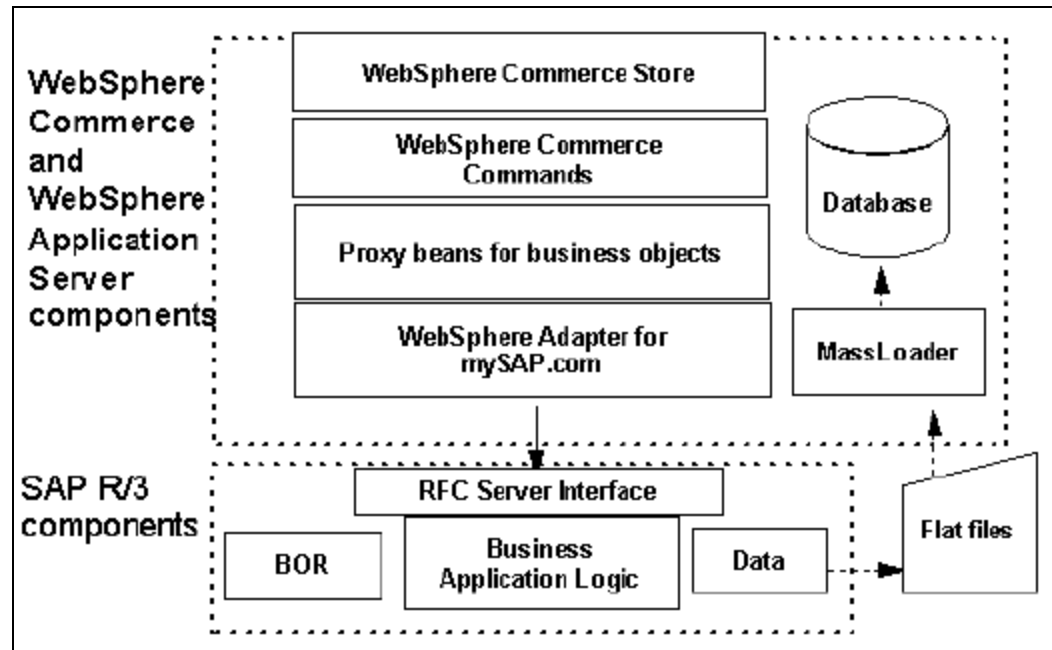 WebSphere
Commerce
and
WebSphere
Application
Server
components
WebSphere Commerce Store
WebSphere Commerce
Commands
Proxy beans for business objects
WebSphere Adapter for
mySAP.com
Database
MassLoader
SAP R/3
components
RFC Server Interface
BOR
Business
Application Logic
Data
Flat files